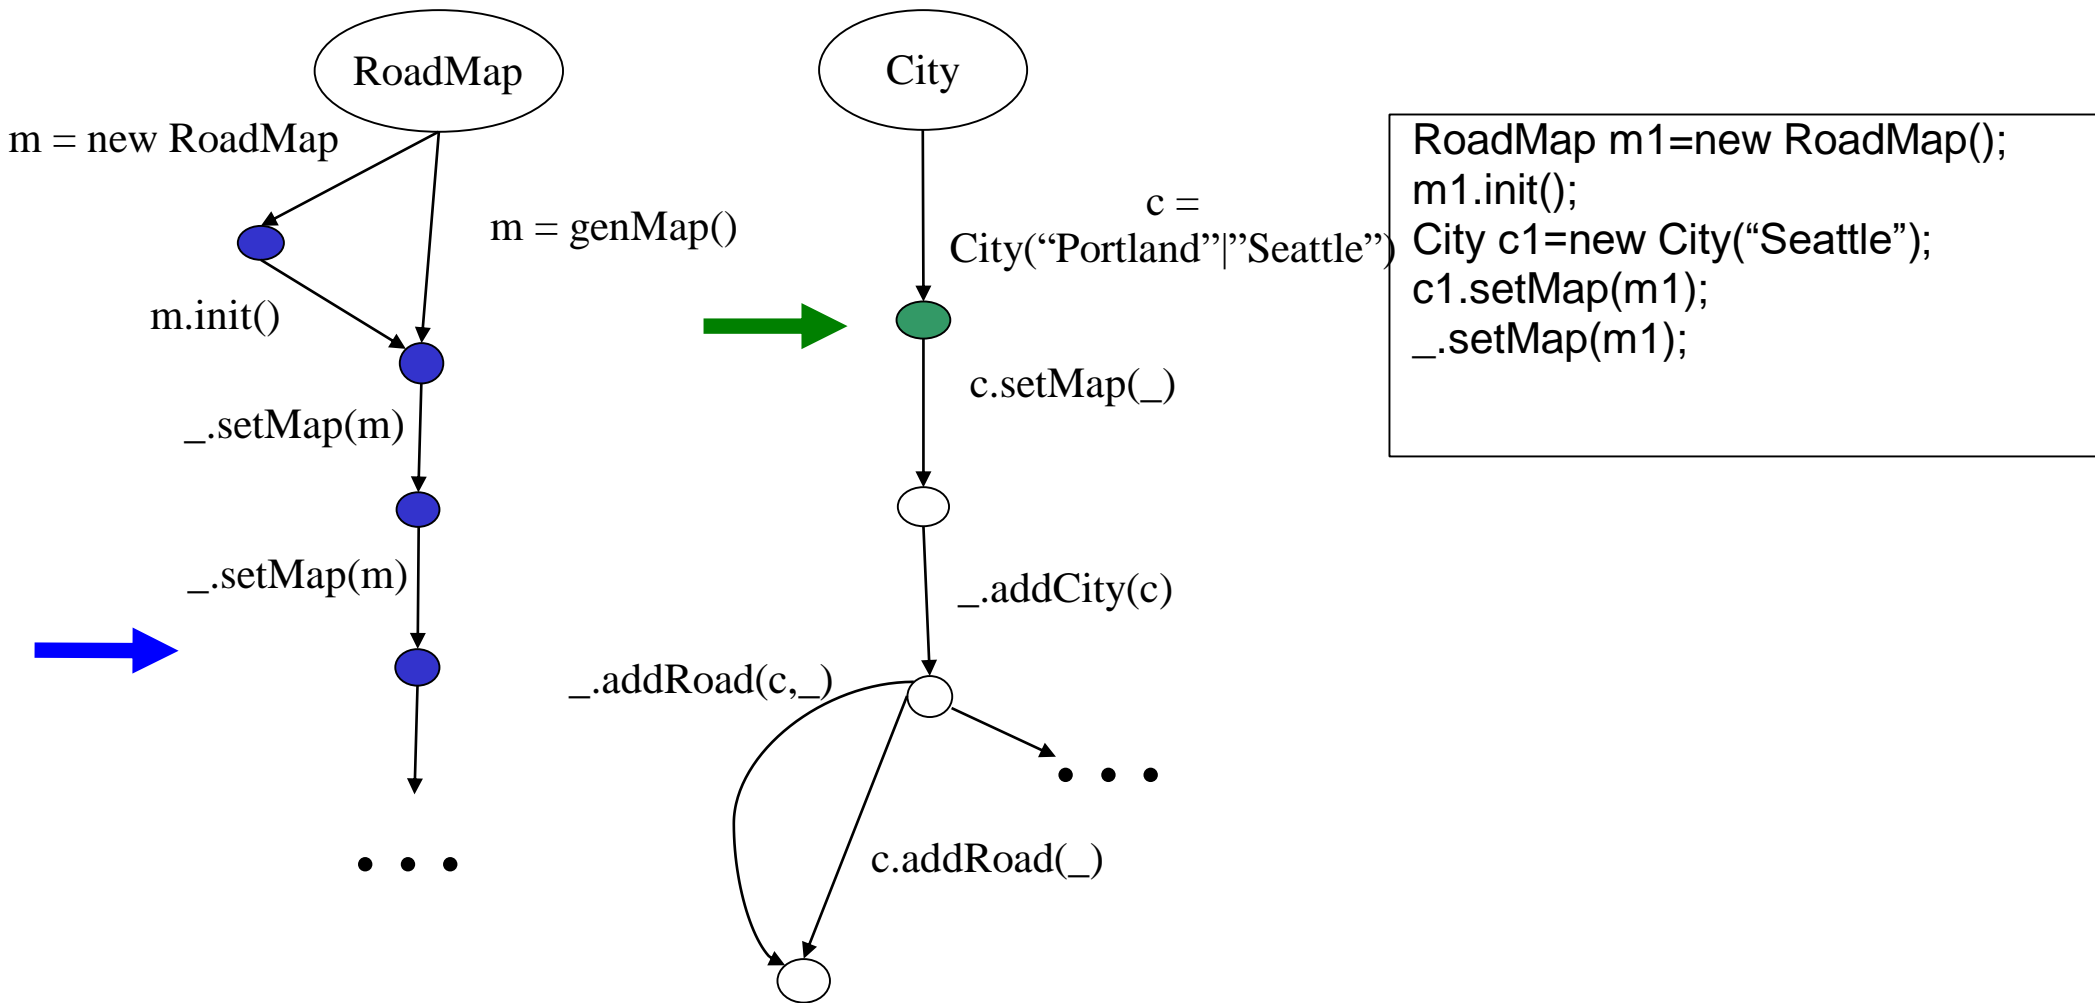 RoadMap
City
m = new RoadMap
m = genMap()
m.init()
_.setMap(m)
_.setMap(m)
. . .
c =
City(“Portland”|”Seattle”)
c.setMap(_)
_.addCity(c)
_.addRoad(c,_)
. . .
c.addRoad(_)
RoadMap m1=new RoadMap();
m1.init();
City c1=new City(“Seattle”);
c1.setMap(m1);
_.setMap(m1);